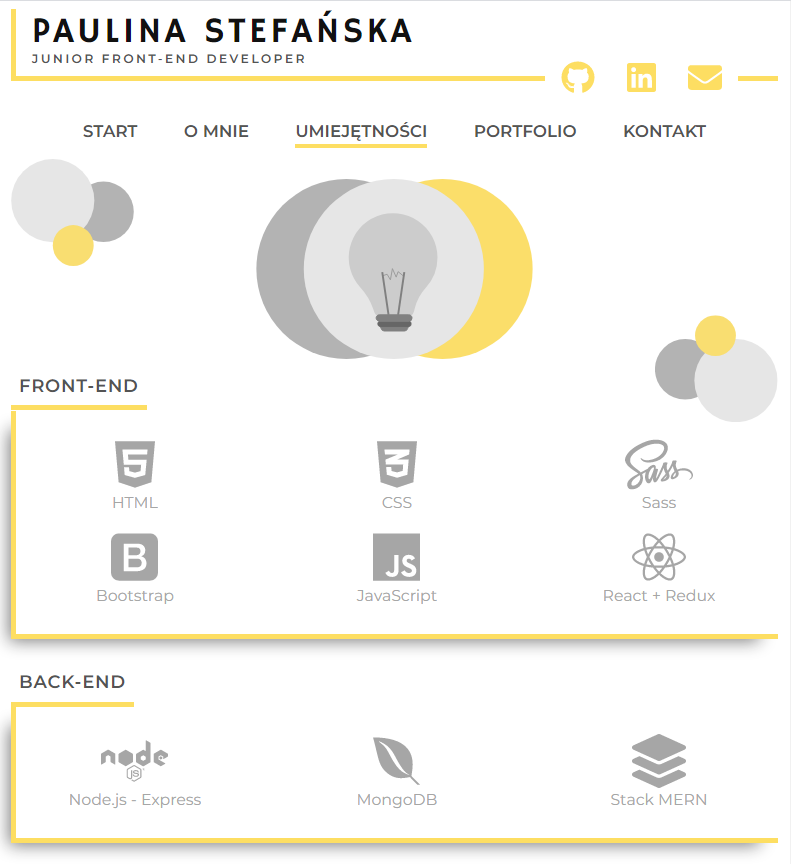 PAULINA STEFAŃSKA
JUNIOR FRONT-END DEVELOPER
in
START O MNIE UMIEJĘTNOŚCI PORTFOLIO KONTAKT
FRONT-END
5 3 Sass
HTML CSS Sass
B JS
Bootstrap JavaScript React + Redux
BACK-END
node
JS
Node.js - Express MongoDB Stack MERN